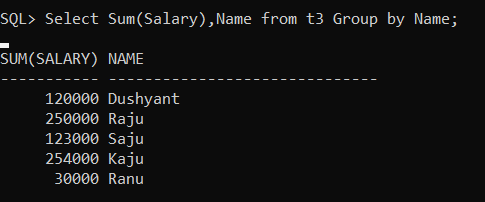 SQL> Select Sum(Salary),Name from t3 Group by Name;
SUM(SALARY) NAME
----------- ------------------------------
     120000 Dushyant
     250000 Raju
     123000 Saju
     254000 Kaju
      30000 Ranu